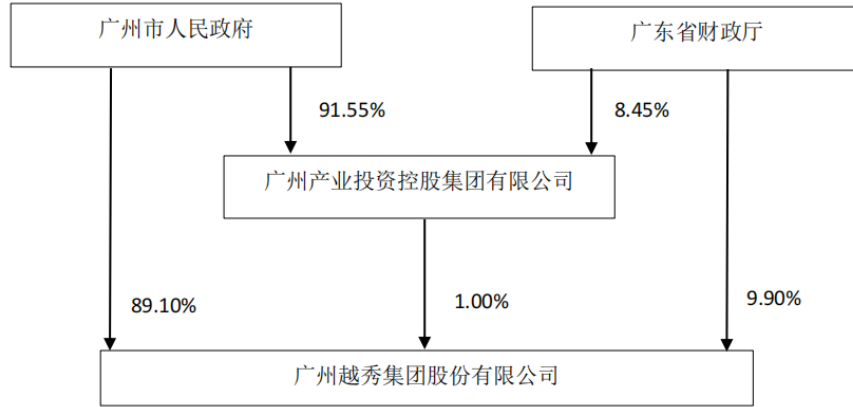 广州市人民政府
广东省财政厅
91.55%
8.45%
广州产业投资控股集团有限公司
89.10%
1.00%
9.90%
广州越秀集团股份有限公司